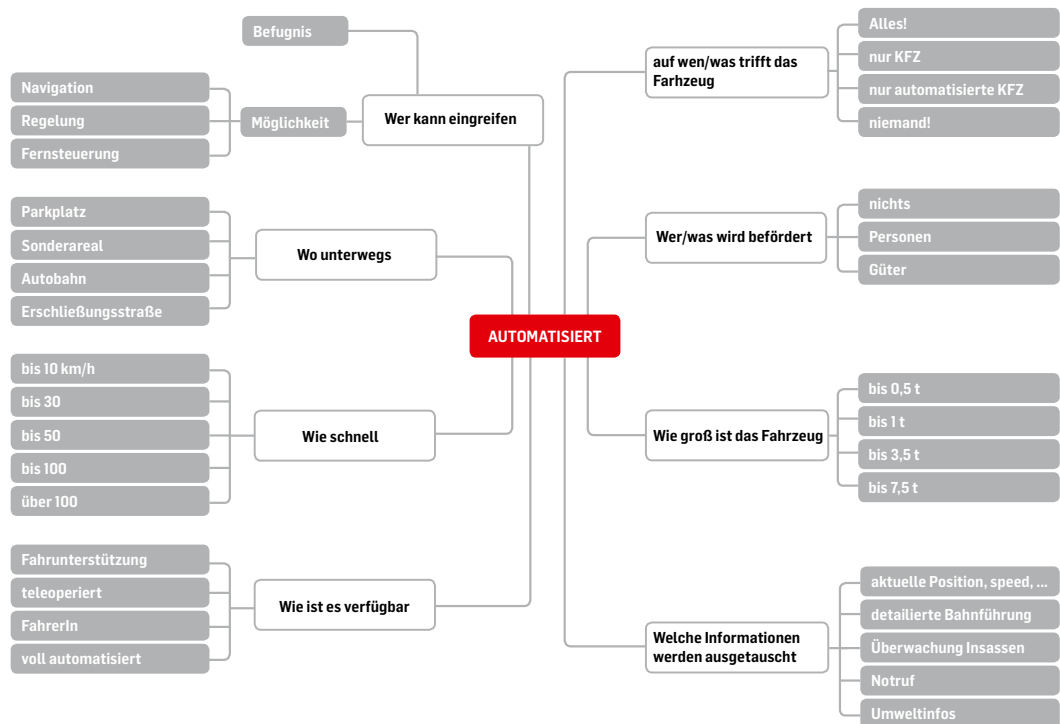 Befugnis
Navigation
Regelung
Fernsteuerung
Möglichkeit
Wer kann eingreifen
Parkplatz
Sonderareal
Autobahn
Erschließungsstraße
Wo unterwegs
bis 10 km/h
bis 30
bis 50
bis 100
über 100
Wie schnell
Fahrunterstützung
teleoperiert
FahrerIn
voll automatisiert
Wie ist es verfügbar
AUTOMATISIERT
auf wen/was trifft das
Farhzeug
Alles!
nur KFZ
nur automatisierte KFZ
niemand!
Wer/was wird befördert
nichts
Personen
Güter
Wie groß ist das Fahrzeug
bis 0,5 t
bis 1 t
bis 3,5 t
bis 7,5 t
Welche Informationen
werden ausgetauscht
aktuelle Position, speed, ...
detailierte Bahnführung
Überwachung Insassen
Notruf
Umweltinfos